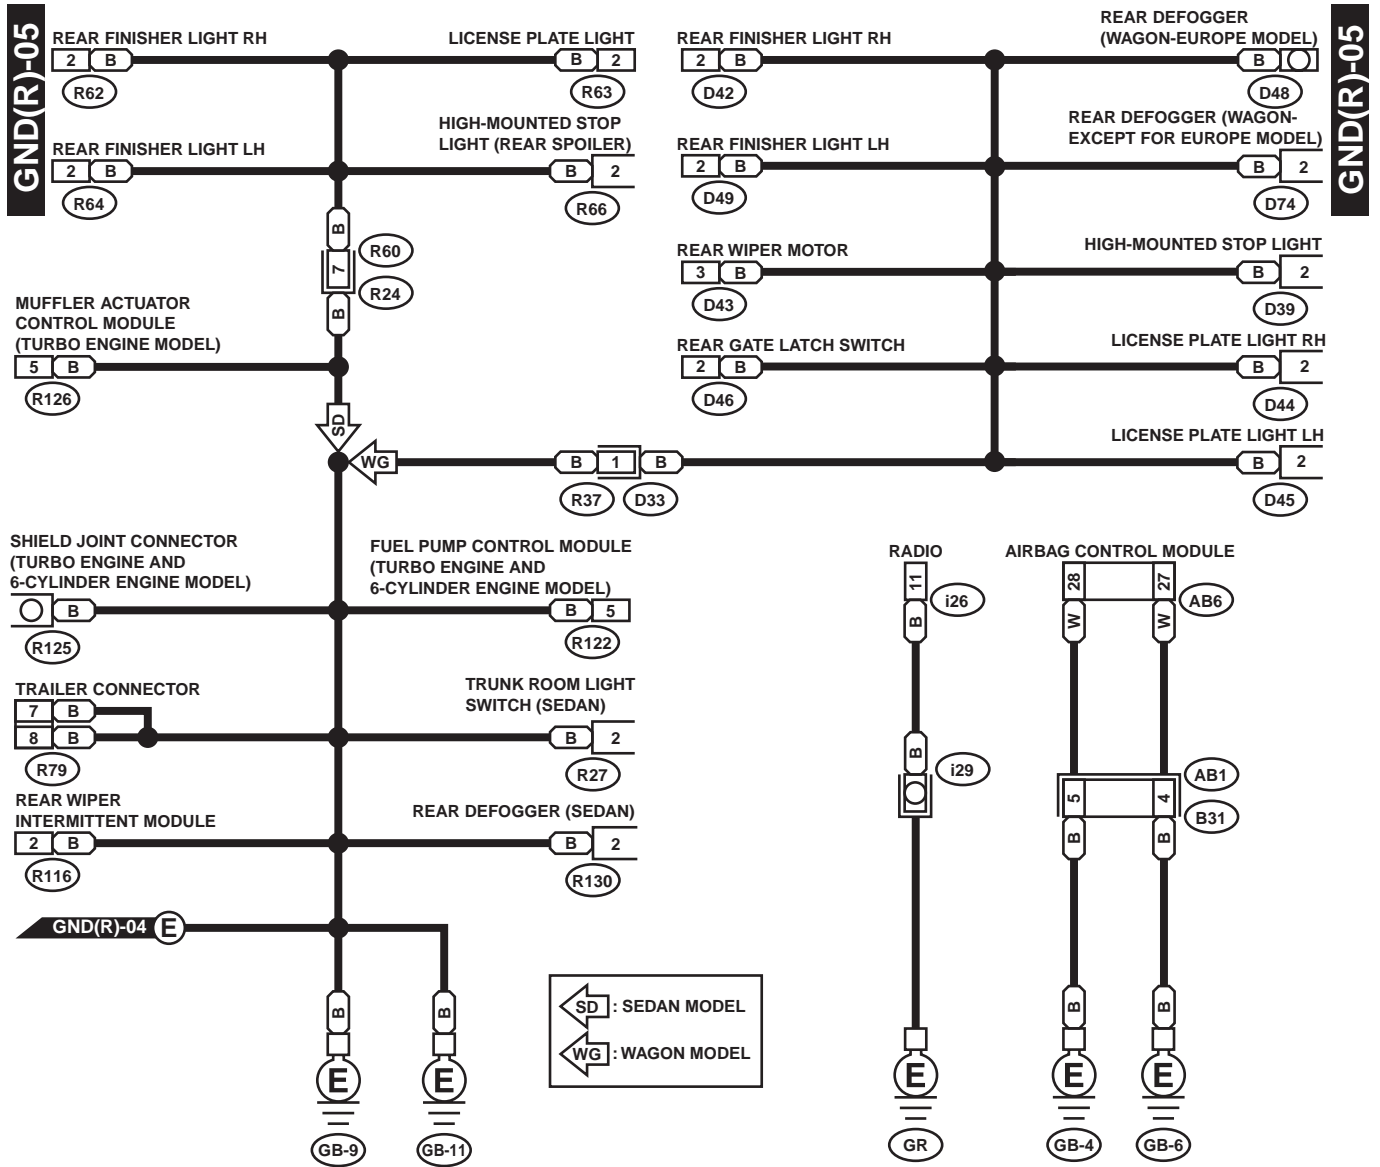 GND(R)-05
REAR FINISHER LIGHT RH
2 B
R62
LICENSE PLATE LIGHT
B 2
R63
REAR FINISHER LIGHT LH
2 B
R64
HIGH-MOUNTED STOP
LIGHT (REAR SPOILER)
B 2
R66
B
7
B
R60
R24
MUFFLER ACTUATOR
CONTROL MODULE
(TURBO ENGINE MODEL)
5 B
R126
SD
WG
B 1 B
R37 D33
REAR FINISHER LIGHT RH
2 B
D42
REAR DEFOGGER
(WAGON-EUROPE MODEL)
B
D48
REAR FINISHER LIGHT LH
2 B
D49
REAR DEFOGGER (WAGON-
EXCEPT FOR EUROPE MODEL)
B 2
D74
REAR WIPER MOTOR
3 B
D43
HIGH-MOUNTED STOP LIGHT
B 2
D39
REAR GATE LATCH SWITCH
2 B
D46
LICENSE PLATE LIGHT RH
B 2
D44
LICENSE PLATE LIGHT LH
B 2
D45
GND(R)-05
SHIELD JOINT CONNECTOR
(TURBO ENGINE AND
6-CYLINDER ENGINE MODEL)
B
R125
FUEL PUMP CONTROL MODULE
(TURBO ENGINE AND
6-CYLINDER ENGINE MODEL)
B 5
R122
TRAILER CONNECTOR
7 B
8 B
R79
TRUNK ROOM LIGHT
SWITCH (SEDAN)
B 2
R27
REAR WIPER
INTERMITTENT MODULE
2 B
R116
REAR DEFOGGER (SEDAN)
B 2
R130
GND(R)-04 E
B B
E E
GB-9 GB-11
SD : SEDAN MODEL
WG : WAGON MODEL
RADIO
11
i26
B
B
i29
E
GR
AIRBAG CONTROL MODULE
28 27
AB6
W W
AB1
5 4
B31
B B
B B
E E
GB-4 GB-6